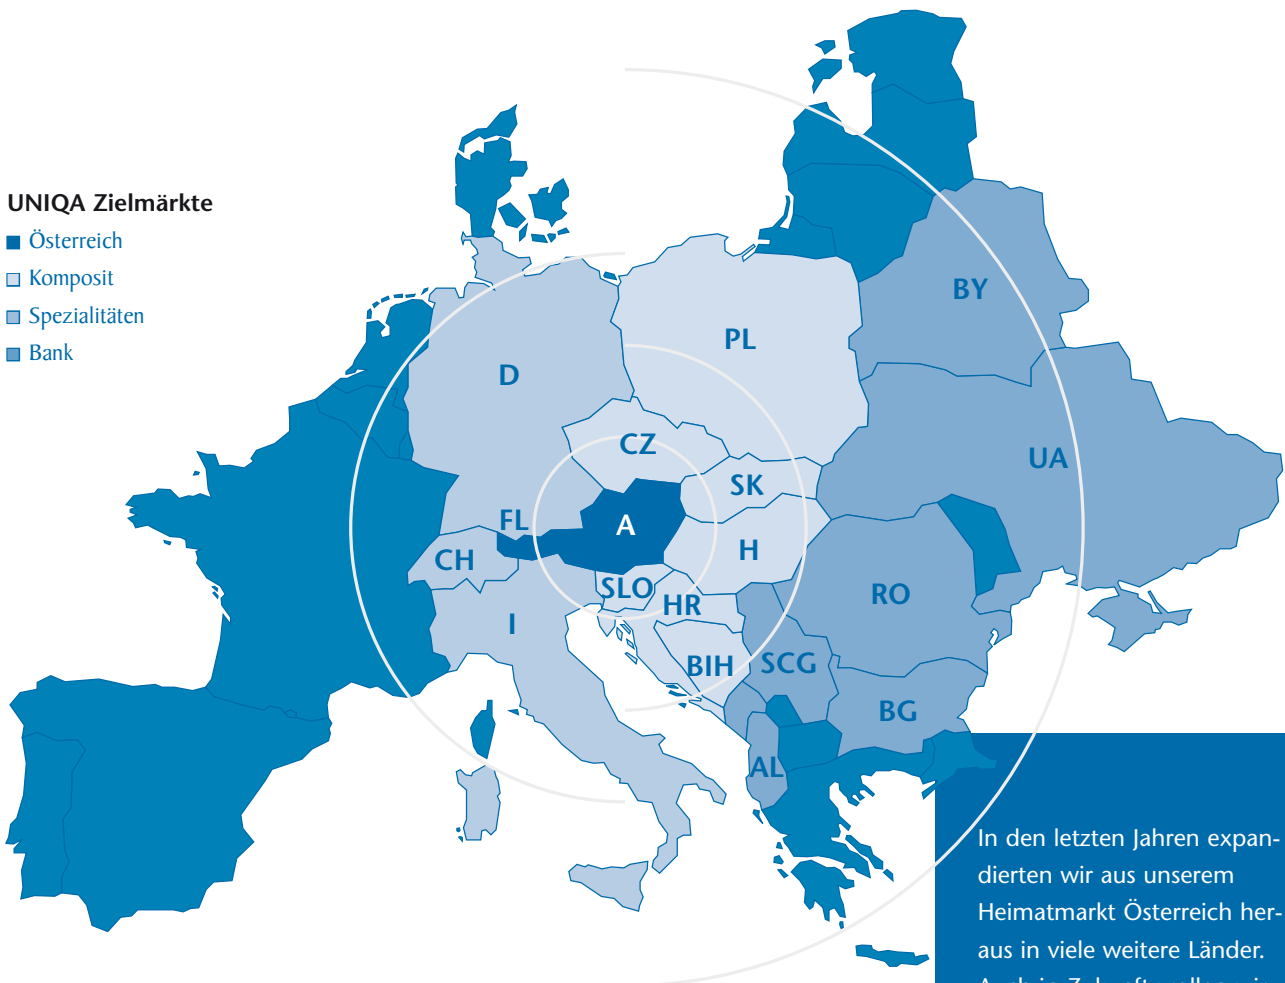 UNIQA Zielmärkte
Österreich
Komposit
Spezialitäten
Bank
BY
PL
D
CZ
UA
SK
FL
A
H
CH
SLO
HR
RO
I
BIH
SCG
BG
AL
In den letzten Jahren expan-
dierten wir aus unserem
Heimatmarkt Österreich her-
aus in viele weitere Länder.